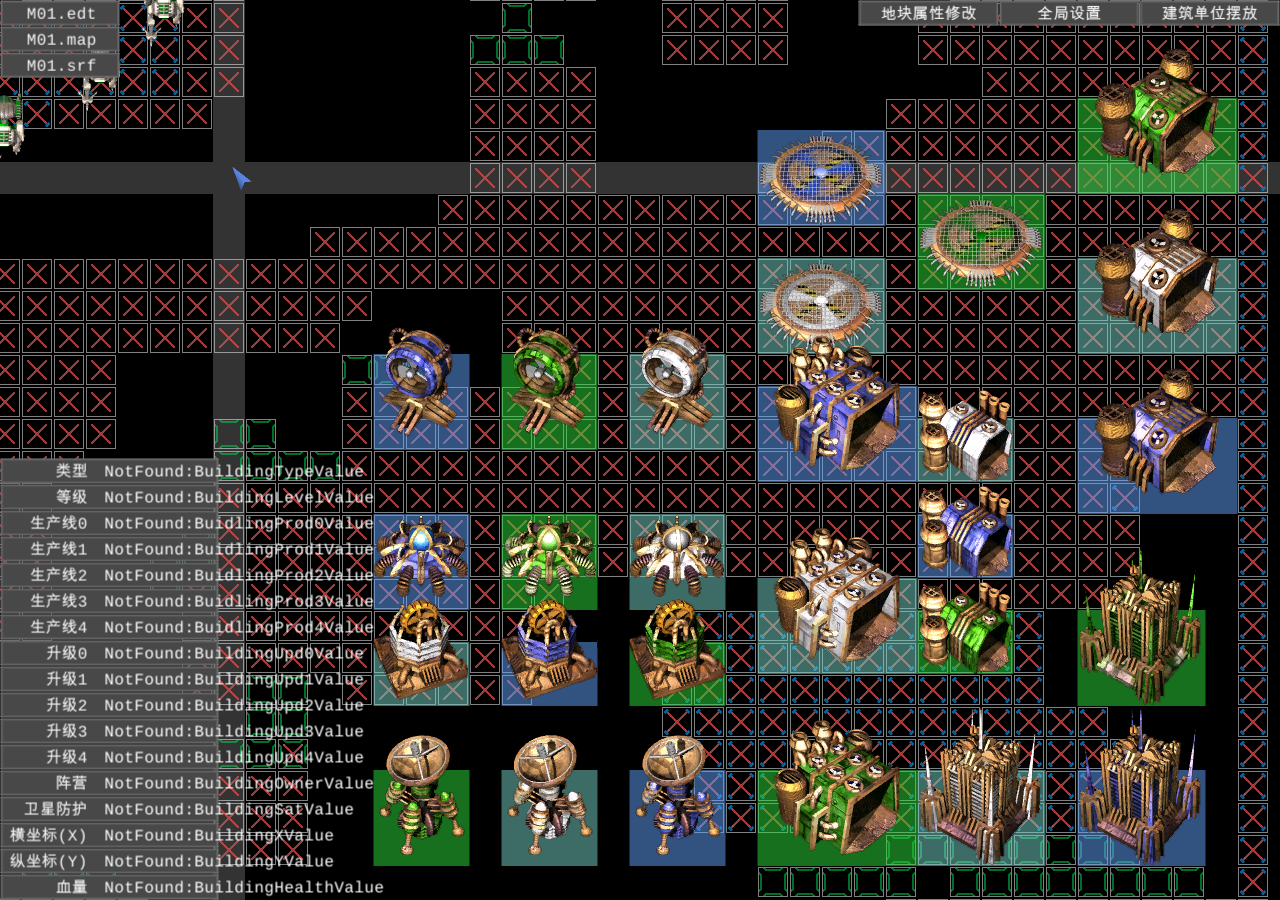 M01.edt
M01.map
M01.srf
地块属性修改 全局设置 建筑单位摆放
类型 NotFound:BuildingTypeValue
等级 NotFound:BuildingLevelValue
生产线0 NotFound:BuidlingProd0Value
生产线1 NotFound:BuidlingProd1Value
生产线2 NotFound:BuidlingProd2Value
生产线3 NotFound:BuidlingProd3Value
生产线4 NotFound:BuidlingProd4Value
升级0 NotFound:BuidlingUpd0Value
升级1 NotFound:BuidlingUpd1Value
升级2 NotFound:BuidlingUpd2Value
升级3 NotFound:BuidlingUpd3Value
升级4 NotFound:BuidlingUpd4Value
阵营 NotFound:BuildingOwnerValue
卫星防护 NotFound:BuildingSatValue
横坐标(X) NotFound:BuildingXValue
纵坐标(Y) NotFound:BuildingYValue
血量 NotFound:BuildingHealthValue